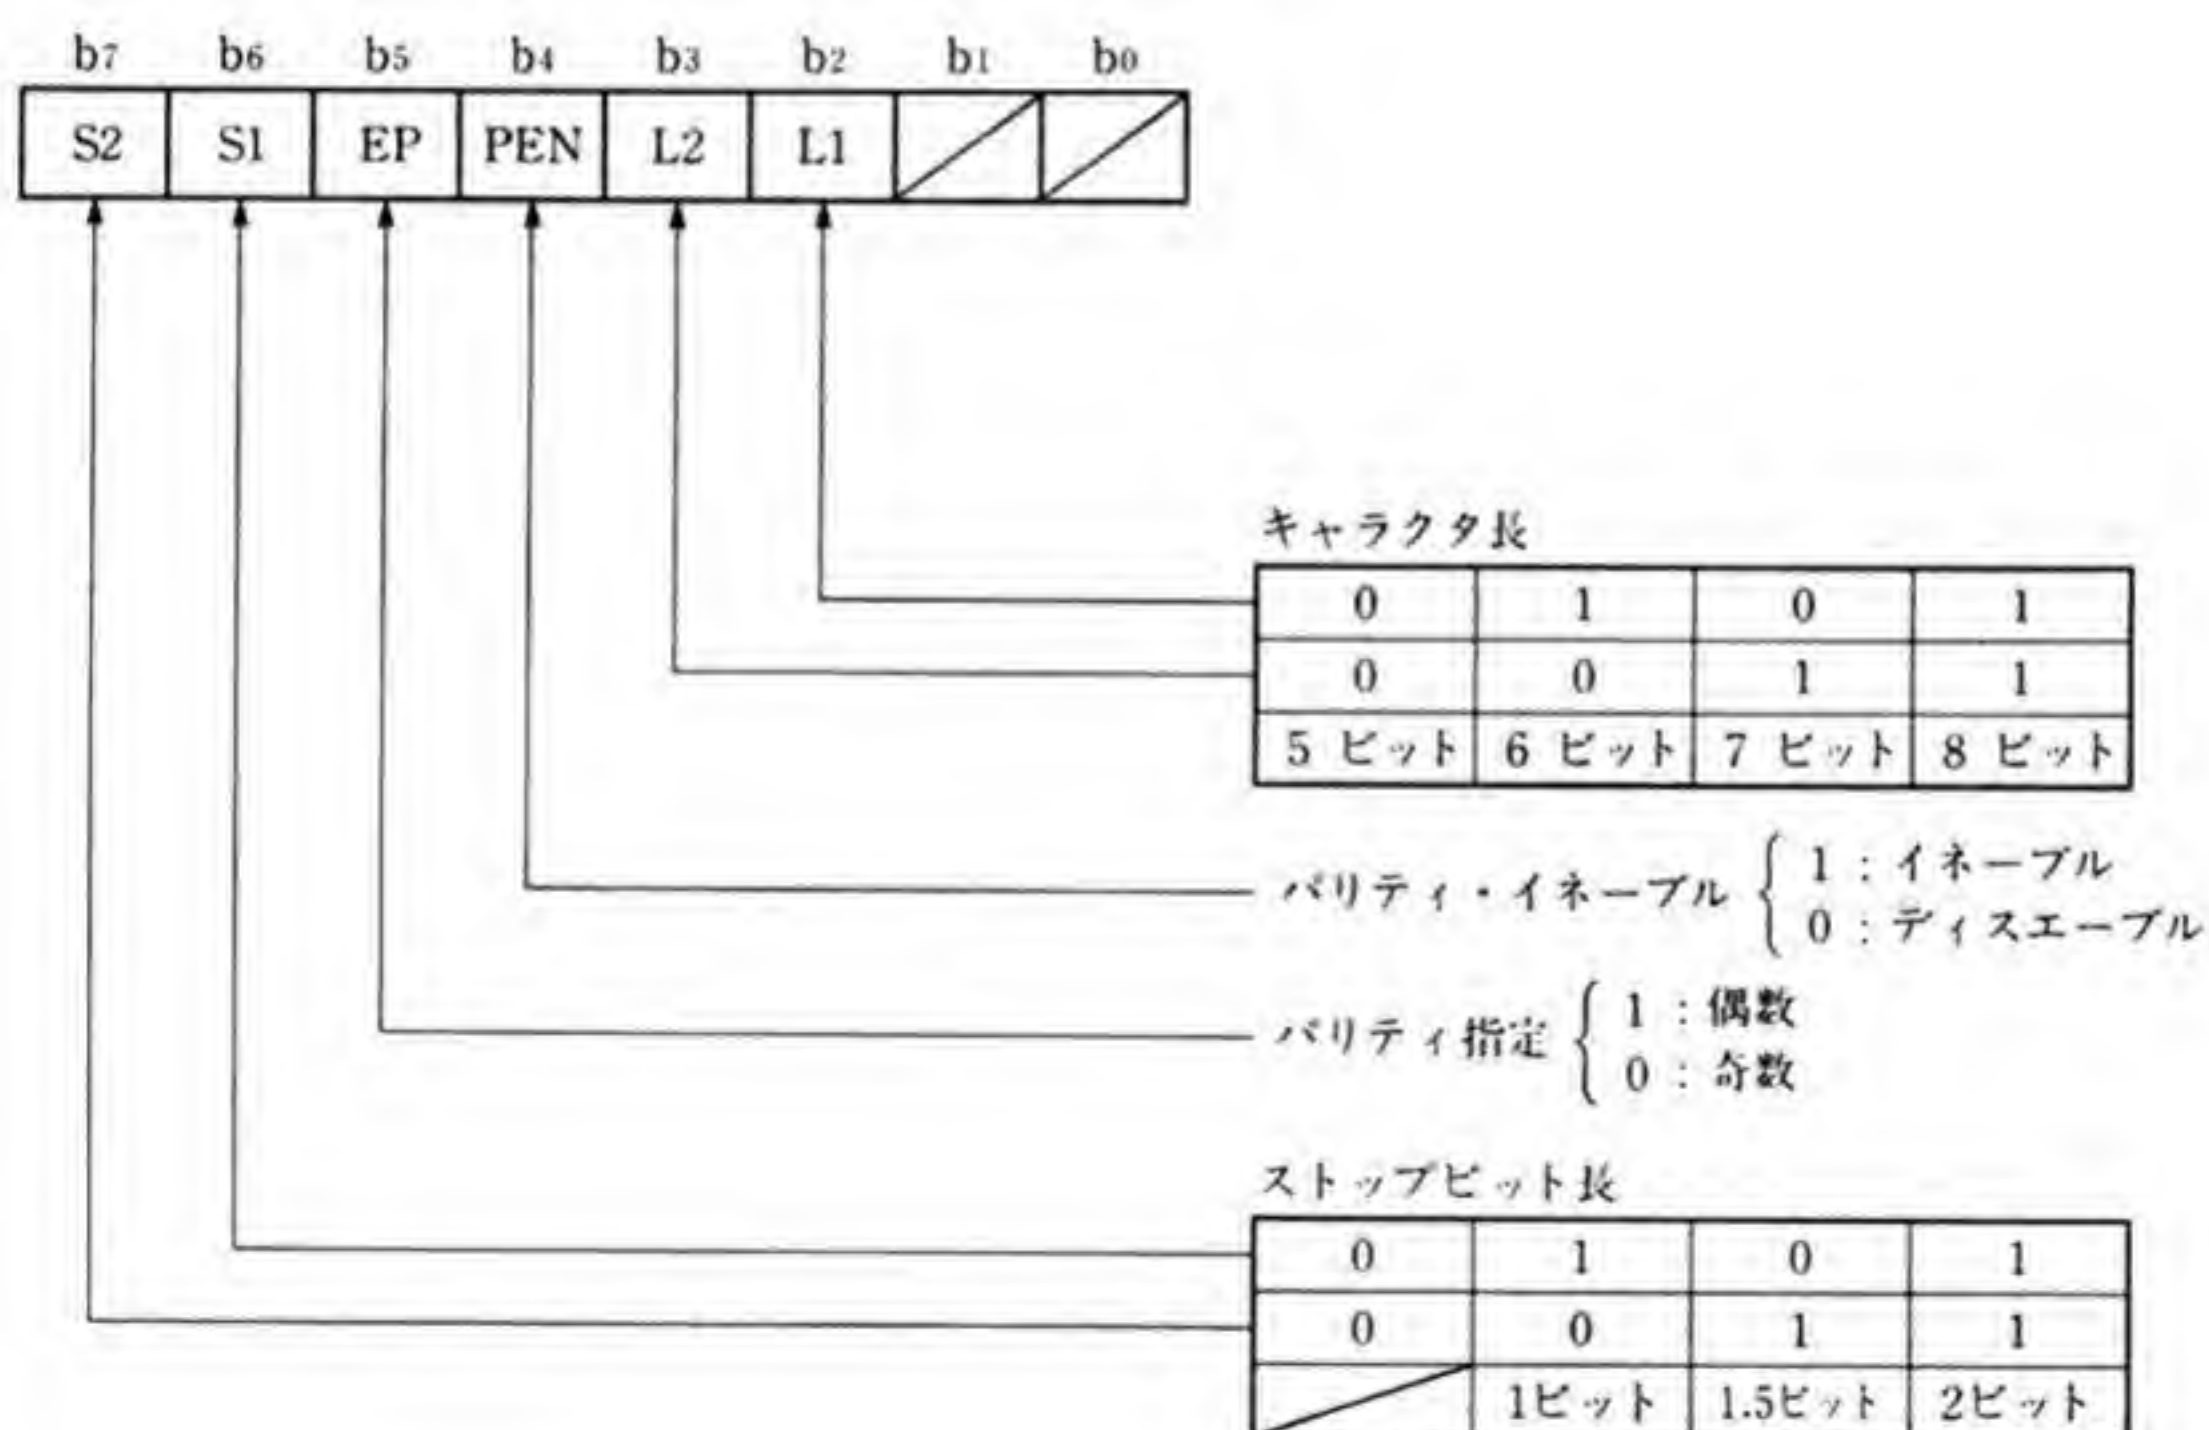 b7 b6 b5 b4 b3 b2 b1 b0
S2 S1 EP PEN L2 L1
キャラクタ長
0 1 0 1
0 0 1 1
5 ビット 6 ビット 7 ビット 8 ビット
パリティ・イネーブル 1 : イネーブル
0 : ディスエーブル
パリティ指定 1 : 偶数
0 : 奇数
ストップビット長
0 1 0 1
0 0 1 1
1ビット 1.5ビット 2ビット